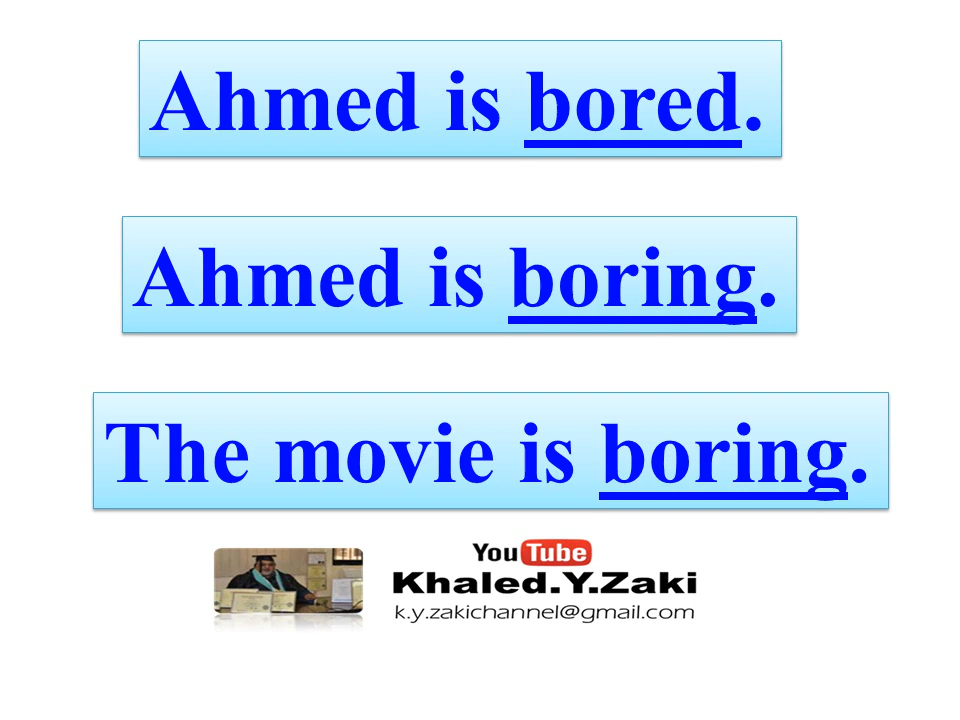 Ahmed is bored.
Ahmed is boring.
The movie is boring.
YouTube
Khaled.Y.Zaki
k.y.zakichannel@gmail.com